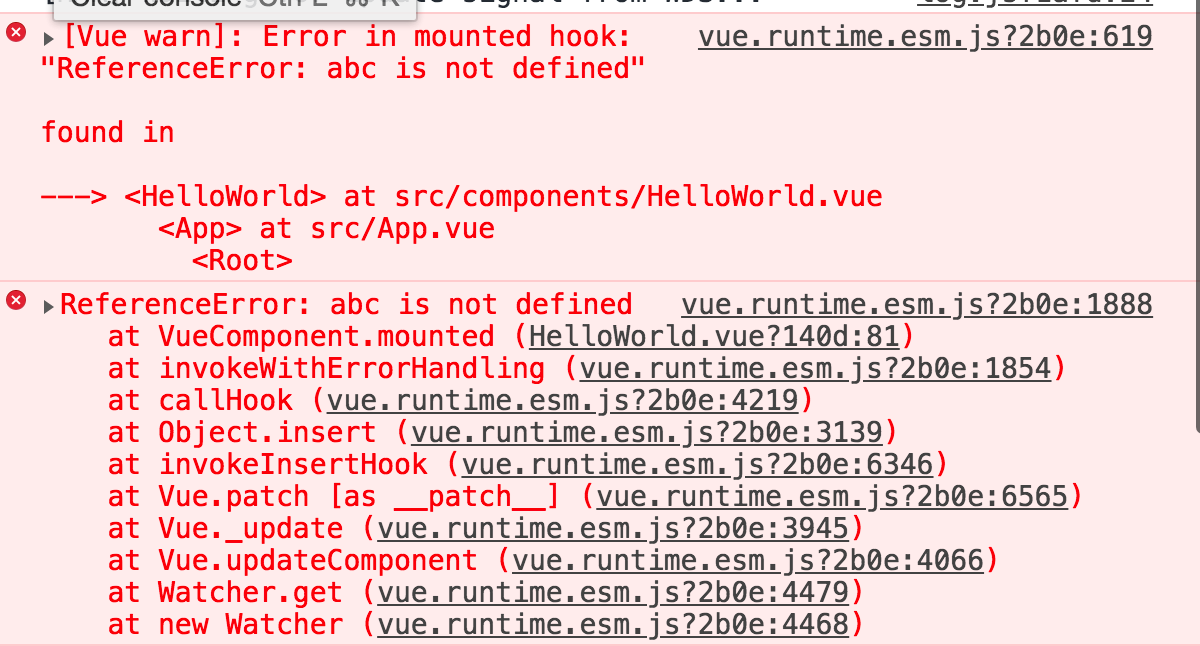 [Vue warn]: Error in mounted hook: vue.runtime.esm.js?2b0e:619
"ReferenceError: abc is not defined"
found in
---> <HelloWorld> at src/components/HelloWorld.vue
<App> at src/App.vue
<Root>
ReferenceError: abc is not defined vue.runtime.esm.js?2b0e:1888
at VueComponent.mounted (HelloWorld.vue?140d:81)
at invokeWithErrorHandling (vue.runtime.esm.js?2b0e:1854)
at callHook (vue.runtime.esm.js?2b0e:4219)
at Object.insert (vue.runtime.esm.js?2b0e:3139)
at invokeInsertHook (vue.runtime.esm.js?2b0e:6346)
at Vue.patch [as __patch__] (vue.runtime.esm.js?2b0e:6565)
at Vue._update (vue.runtime.esm.js?2b0e:3945)
at Vue.updateComponent (vue.runtime.esm.js?2b0e:4066)
at Watcher.get (vue.runtime.esm.js?2b0e:4479)
at new Watcher (vue.runtime.esm.js?2b0e:4468)